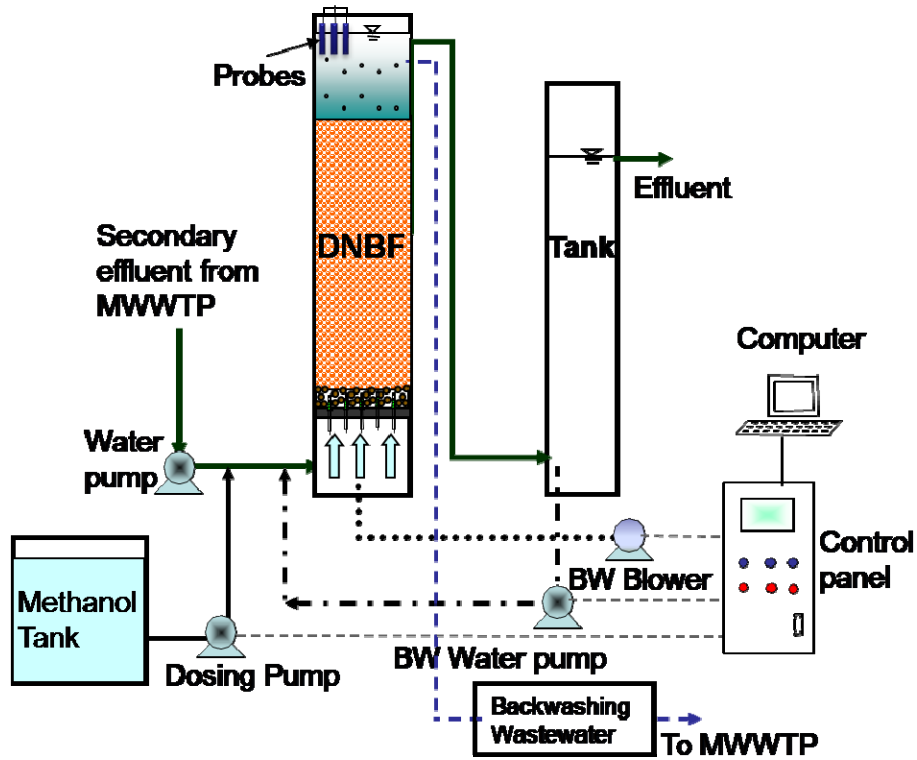 Probes
Effluent
Secondary
effluent from
MWWTP
DNBF
Tank
Computer
Water
pump
Control
panel
BW Blower
Methanol
Tank
BW Water pump
Dosing Pump
Backwashing
Wastewater
To MWWTP